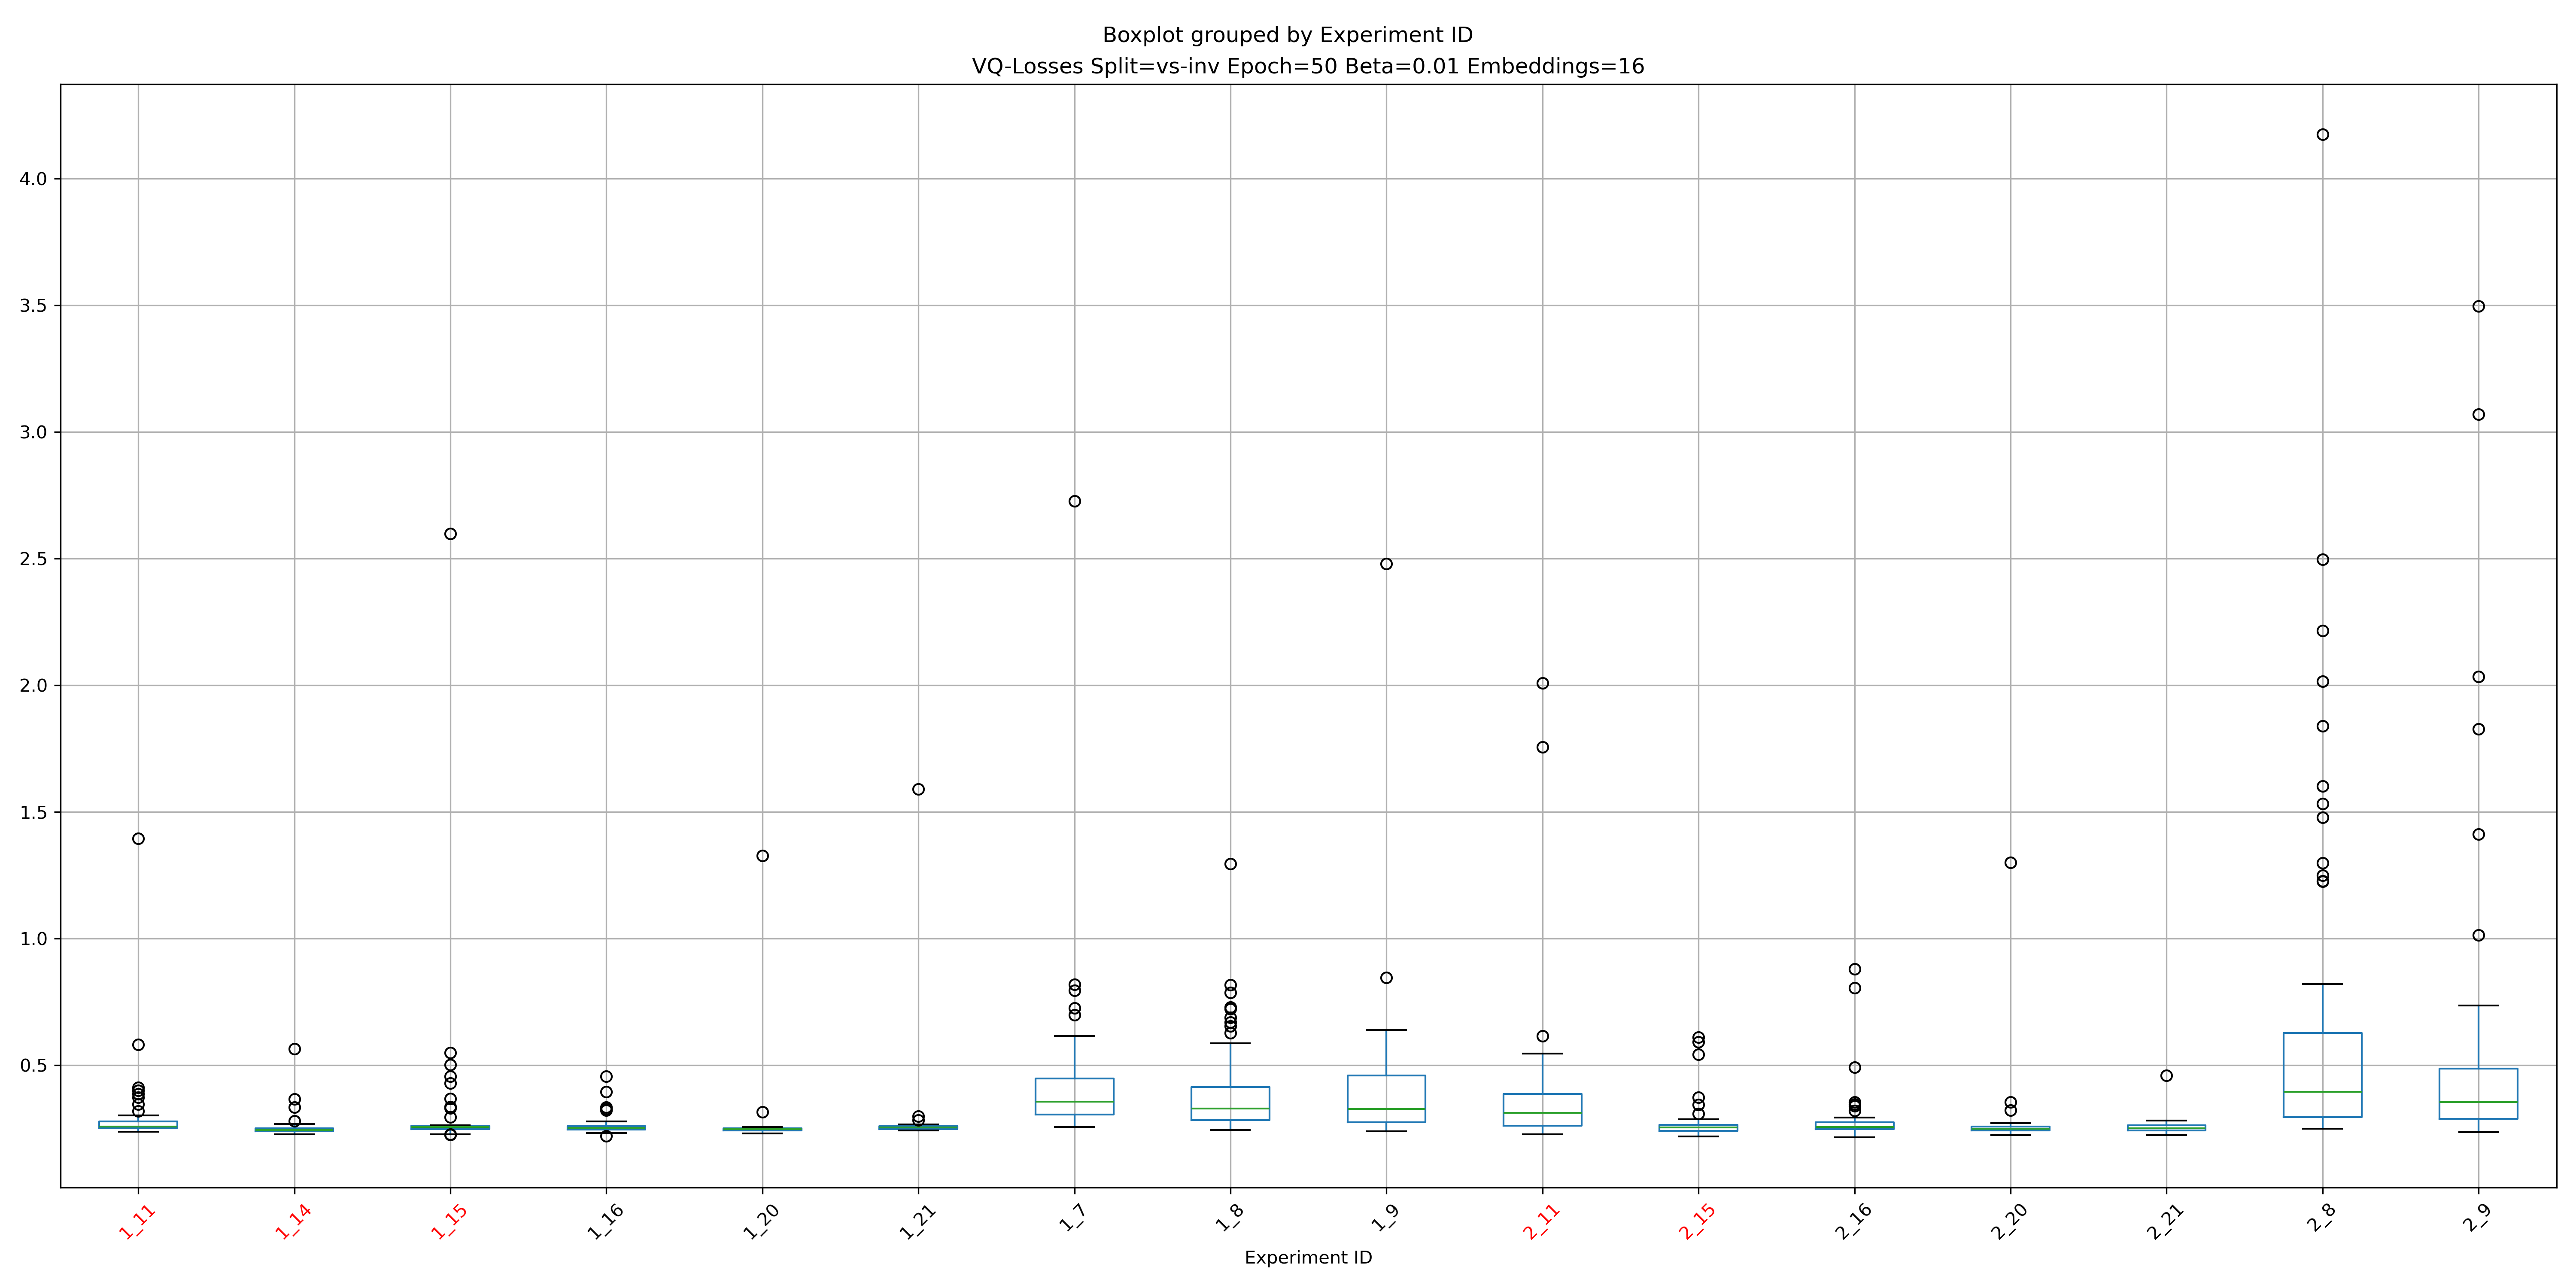 Boxplot grouped by Experiment ID
VQ-Losses Split=vs-inv Epoch=50 Beta=0.01 Embeddings=16
4.0
3.5
3.0
2.5
2.0
1.5
1.0
0.5
1_11 1_14 1_15 1_16 1_20 1_21 1_7 1_8 1_9 2_11 2_15 2_16 2_20 2_21 2_8 2_9
Experiment ID